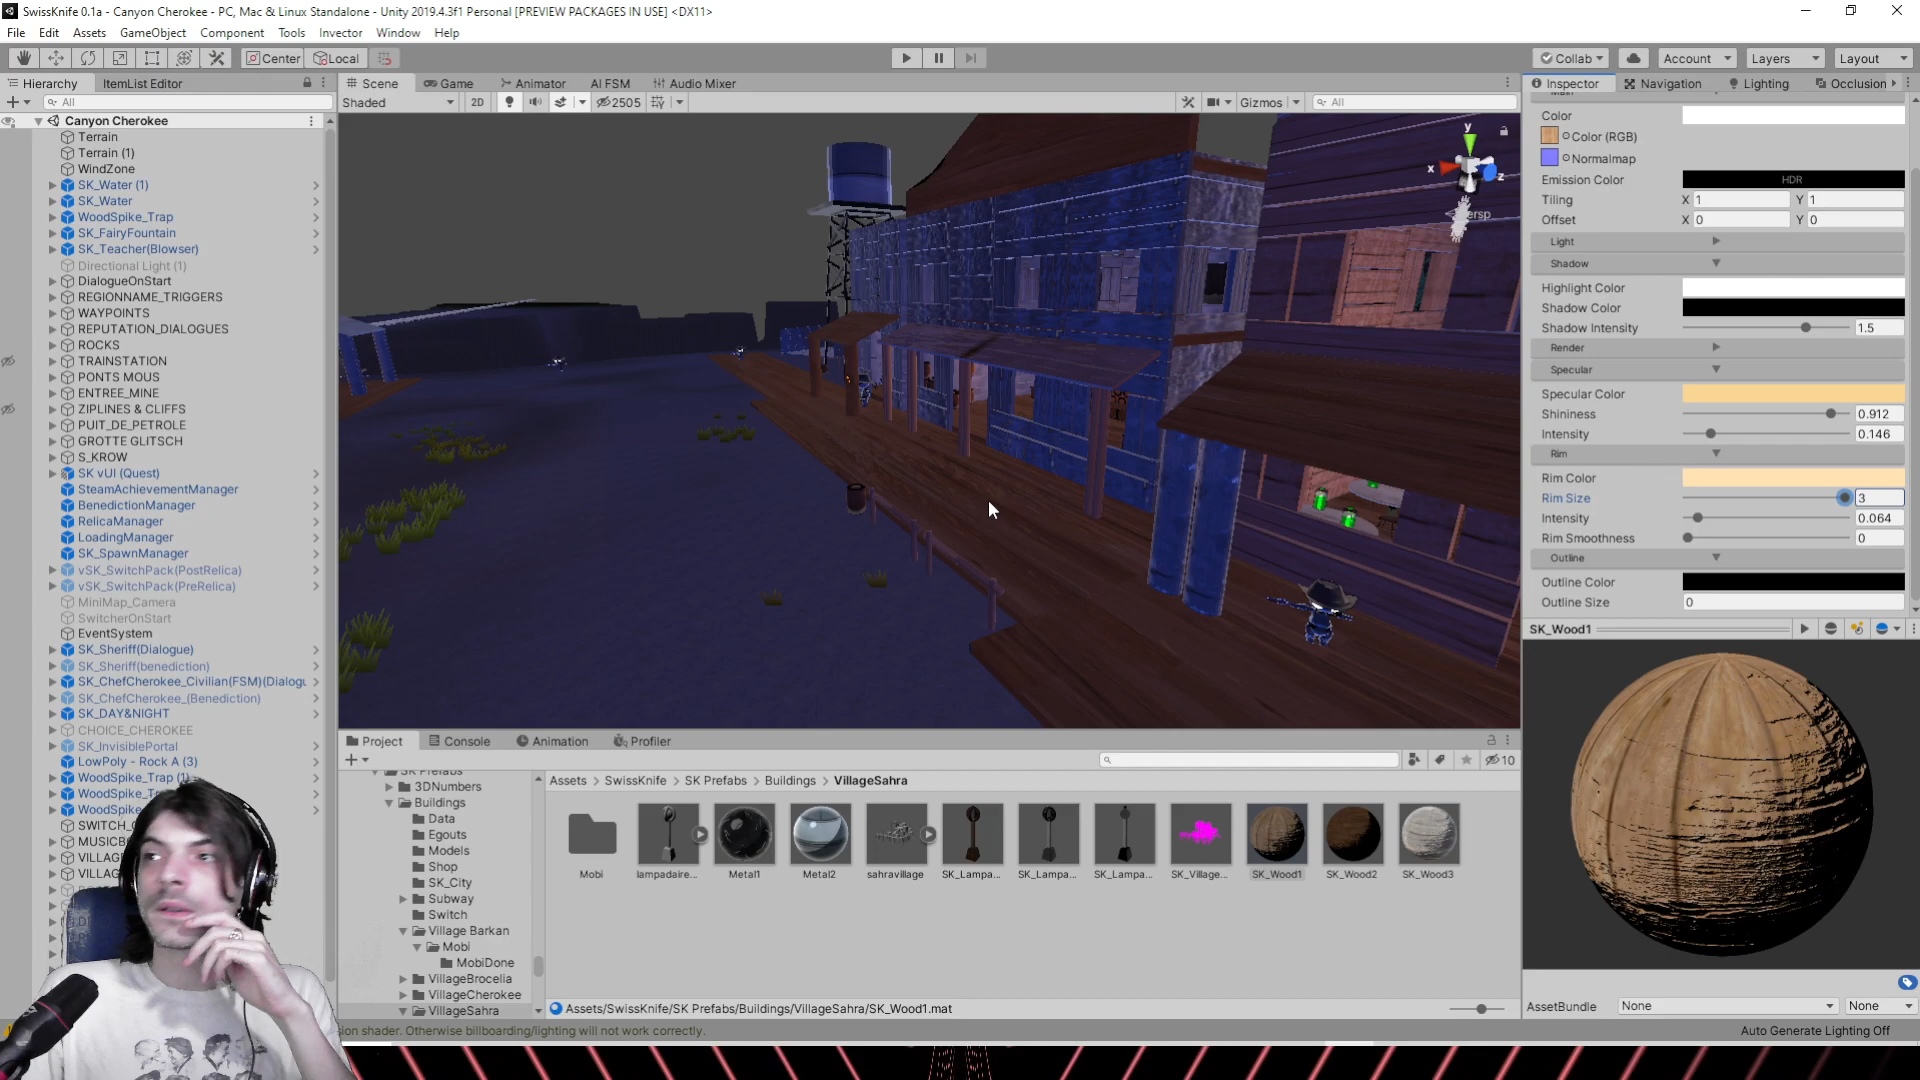 SwissKnife 0.1a - Canyon Cherokee - PC, Mac & Linux Standalone - Unity 2019.4.3f1 Personal [PREVIEW PACKAGES IN USE] <DX11>
File Edit Assets GameObject Component Tools Invector Window Help
Center Local Collab Account Layers Layout
Hierarchy ItemList Editor
All
Canyon Cherokee
Terrain
Terrain (1)
WindZone
SK_Water (1)
SK_Water
WoodSpike_Trap
SK_FairyFountain
SK_Teacher(Blowser)
Directional Light (1)
DialogueOnStart
REGIONNAME_TRIGGERS
WAYPOINTS
REPUTATION_DIALOGUES
ROCKS
TRAINSTATION
PONTS MOUS
ENTREE_MINE
ZIPLINES & CLIFFS
PUIT_DE_PETROLE
GROTTE GLITSCH
S_KROW
SK vUI (Quest)
SteamAchievementManager
BenedictionManager
RelicaManager
LoadingManager
SK_SpawnManager
vSK_SwitchPack(PostRelica)
vSK_SwitchPack(PreRelica)
MiniMap_Camera
SwitcherOnStart
EventSystem
SK_Sheriff(Dialogue)
SK_Sheriff(benediction)
SK_ChefCherokee_Civilian(FSM)(Dialogu
SK_ChefCherokee_(Benediction)
SK_DAY&NIGHT
CHOICE_CHEROKEE
SK_InvisiblePortal
LowPoly - Rock A (3)
WoodSpike_Trap (1)
WoodSpike_Tr
WoodSpike
SWITCH_
MUSICB
VILLAG
VILL
Scene Game Animator AI FSM Audio Mixer
Shaded 2D 2505 Gizmos All
y
x
z
Persp
Project Console Animation Profiler
10
SK Prefabs
3DNumbers
Buildings
Data
Egouts
Models
Shop
SK_City
Subway
Switch
Village Barkan
Mobi
MobiDone
VillageBrocelia
VillageCherokee
VillageSahra
Assets > SwissKnife > SK Prefabs > Buildings > VillageSahra
Mobi lampadaire... Metal1 Metal2 sahravillage SK_Lampa... SK_Lampa... SK_Lampa... SK_Village... SK_Wood1 SK_Wood2 SK_Wood3
Assets/SwissKnife/SK Prefabs/Buildings/VillageSahra/SK_Wood1.mat
Inspector Navigation Lighting Occlusion
Main
Color
Color (RGB)
Normalmap
Emission Color HDR
Tiling X 1 Y 1
Offset X 0 Y 0
Light
Shadow
Highlight Color
Shadow Color
Shadow Intensity 1.5
Render
Specular
Specular Color
Shininess 0.912
Intensity 0.146
Rim
Rim Color
Rim Size 3
Intensity 0.064
Rim Smoothness 0
Outline
Outline Color
Outline Size 0
SK_Wood1
AssetBundle None None
sion shader. Otherwise billboarding/lighting will not work correctly.
Auto Generate Lighting Off